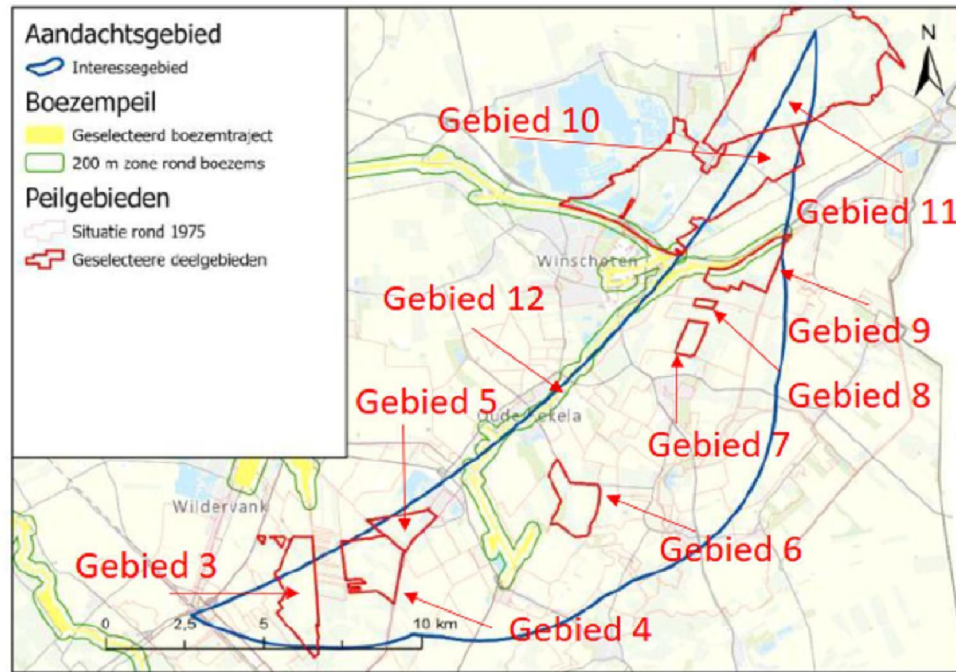 Aandachtsgebied
Interessegebied
Boezempeil
Geselecteerd boezemtraject
200 m zone rond boezems
Peilgebieden
Situatie rond 1975
Geselecteere deelgebieden
N
Gebied 10
Gebied 11
Winschoten
Gebied 12
Gebied 9
Gebied 8
Gebied 5
Oude Pekela
Gebied 7
Wildervank
Gebied 6
Gebied 3
Gebied 4
0 2,5 5 10 km